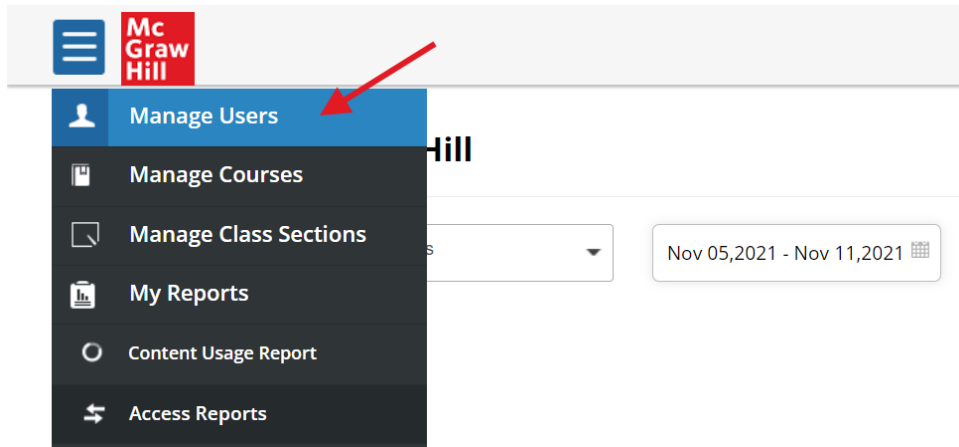 Mc
Graw
Hill
Manage Users
Hill
Manage Courses
Manage Class Sections
s
Nov 05,2021 - Nov 11,2021
My Reports
Content Usage Report
Access Reports